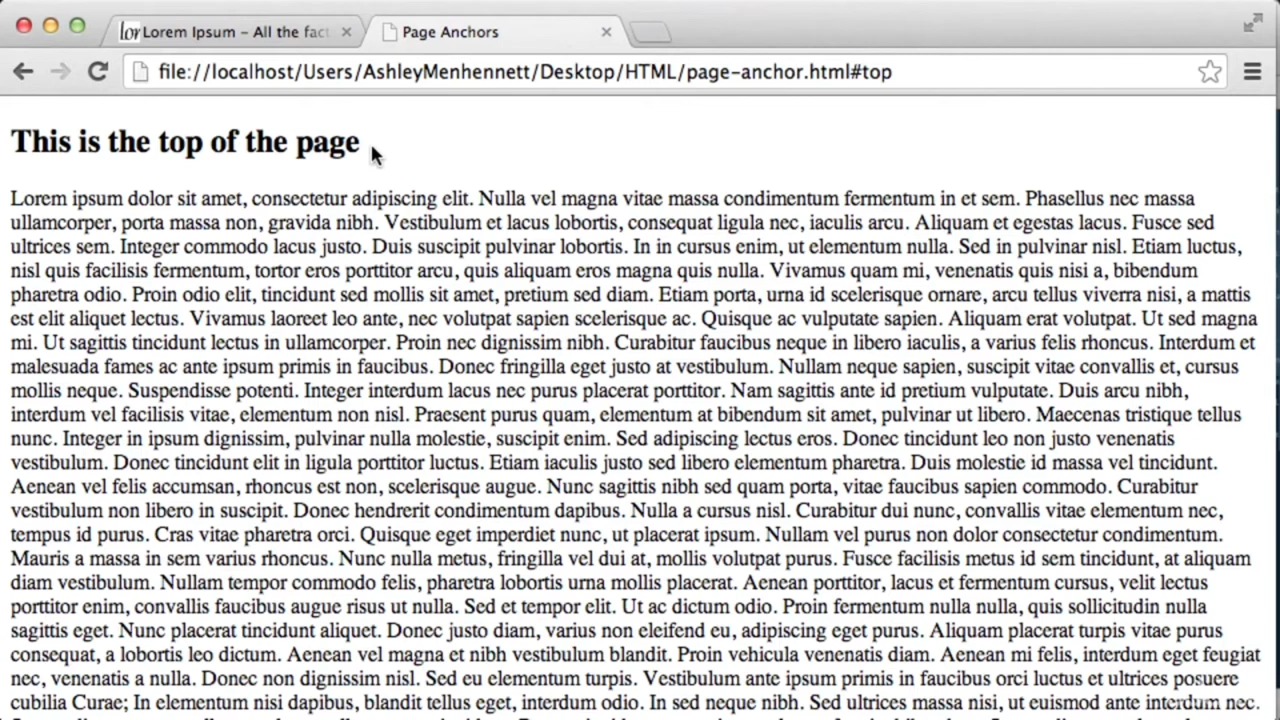 lor Lorem Ipsum – All the fact
Page Anchors
file://localhost/Users/AshleyMenhennett/Desktop/HTML/page-anchor.html#top
This is the top of the page
Lorem ipsum dolor sit amet, consectetur adipiscing elit. Nulla vel magna vitae massa condimentum fermentum in et sem. Phasellus nec massa
ullamcorper, porta massa non, gravida nibh. Vestibulum et lacus lobortis, consequat ligula nec, iaculis arcu. Aliquam et egestas lacus. Fusce sed
ultrices sem. Integer commodo lacus justo. Duis suscipit pulvinar lobortis. In in cursus enim, ut elementum nulla. Sed in pulvinar nisl. Etiam luctus,
nisl quis facilisis fermentum, tortor eros porttitor arcu, quis aliquam eros magna quis nulla. Vivamus quam mi, venenatis quis nisi a, bibendum
pharetra odio. Proin odio elit, tincidunt sed mollis sit amet, pretium sed diam. Etiam porta, urna id scelerisque ornare, arcu tellus viverra nisi, a mattis
est elit aliquet lectus. Vivamus laoreet leo ante, nec volutpat sapien scelerisque ac. Quisque ac vulputate sapien. Aliquam erat volutpat. Ut sed magna
mi. Ut sagittis tincidunt lectus in ullamcorper. Proin nec dignissim nibh. Curabitur faucibus neque in libero iaculis, a varius felis rhoncus. Interdum et
malesuada fames ac ante ipsum primis in faucibus. Donec fringilla eget justo at vestibulum. Nullam neque sapien, suscipit vitae convallis et, cursus
mollis neque. Suspendisse potenti. Integer interdum lacus nec purus placerat porttitor. Nam sagittis ante id pretium vulputate. Duis arcu nibh,
interdum vel facilisis vitae, elementum non nisl. Praesent purus quam, elementum at bibendum sit amet, pulvinar ut libero. Maecenas tristique tellus
nunc. Integer in ipsum dignissim, pulvinar nulla molestie, suscipit enim. Sed adipiscing lectus eros. Donec tincidunt leo non justo venenatis
vestibulum. Donec tincidunt elit in ligula porttitor luctus. Etiam iaculis justo sed libero elementum pharetra. Duis molestie id massa vel tincidunt.
Aenean vel felis accumsan, rhoncus est non, scelerisque augue. Nunc sagittis nibh sed quam porta, vitae faucibus sapien commodo. Curabitur
vestibulum non libero in suscipit. Donec hendrerit condimentum dapibus. Nulla a cursus nisl. Curabitur dui nunc, convallis vitae elementum nec,
tempus id purus. Cras vitae pharetra orci. Quisque eget imperdiet nunc, ut placerat ipsum. Nullam vel purus non dolor consectetur condimentum.
Mauris a massa in sem varius rhoncus. Nunc nulla metus, fringilla vel dui at, mollis volutpat purus. Fusce facilisis metus id sem tincidunt, at aliquam
diam vestibulum. Nullam tempor commodo felis, pharetra lobortis urna mollis placerat. Aenean porttitor, lacus et fermentum cursus, velit lectus
porttitor enim, convallis faucibus augue risus ut nulla. Sed et tempor elit. Ut ac dictum odio. Proin fermentum nulla nulla, quis sollicitudin nulla
sagittis eget. Nunc placerat tincidunt aliquet. Donec justo diam, varius non eleifend eu, adipiscing eget purus. Aliquam placerat turpis vitae purus
consequat, a lobortis leo dictum. Aenean vel magna et nibh vestibulum blandit. Proin vehicula venenatis diam. Aenean mi felis, interdum eget feugiat
nec, venenatis a nulla. Donec non dignissim nisl. Sed eu elementum turpis. Vestibulum ante ipsum primis in faucibus orci luctus et ultrices posuere
cubilia Curae; In elementum nisi dapibus, blandit tellus eget, interdum odio. In sed neque nibh. Sed ultrices massa nisi, ut euismod ante interdum nec.